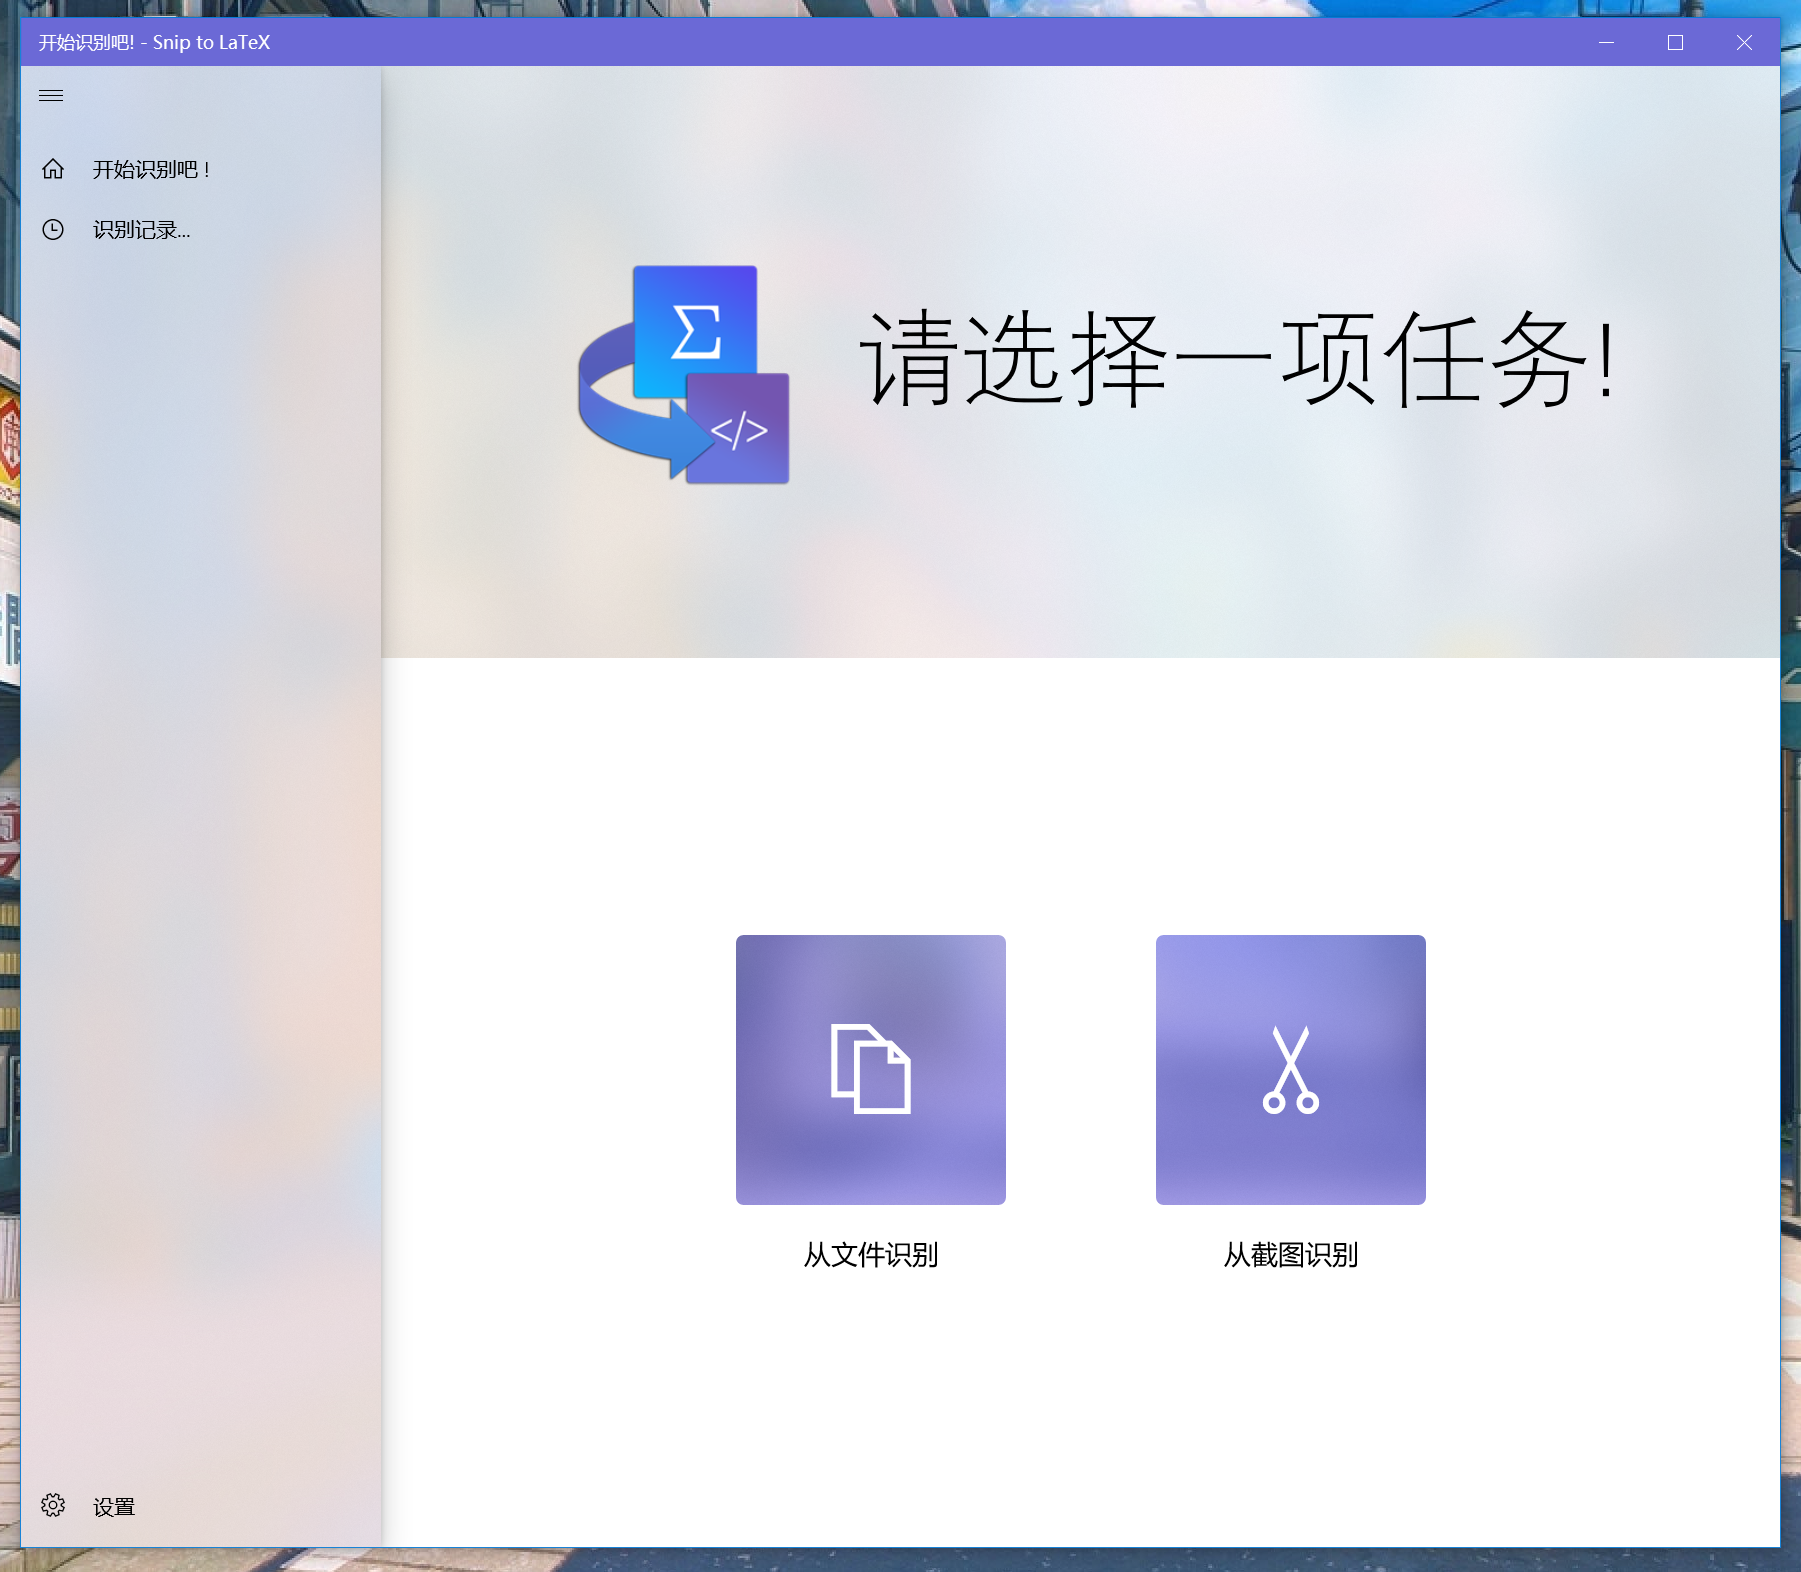 开始识别吧! - Snip to LaTeX
开始识别吧！
识别记录...
Σ
</>
请选择一项任务!
从文件识别
从截图识别
设置